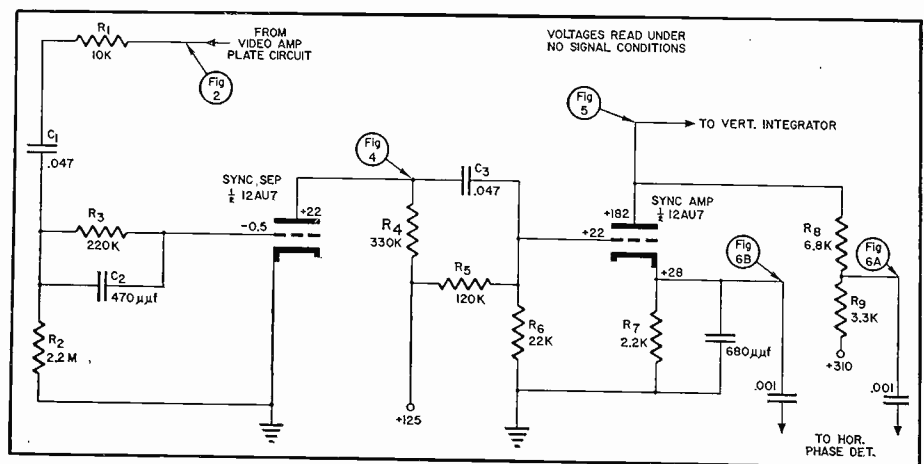 R1
10K
FROM
VIDEO AMP
PLATE CIRCUIT
Fig
2
VOLTAGES READ UNDER
NO SIGNAL CONDITIONS
Fig
5
TO VERT. INTEGRATOR
C1
.047
Fig
4
C3
.047
SYNC. SEP
½ 12AU7
+22
SYNC AMP
½ 12AU7
+182
R3
220K
-0.5
R4
330K
+22
Fig
6B
R8
6.8K
Fig
6A
C2
470μμf
R5
120K
+28
R9
3.3K
R2
2.2M
R6
22K
R7
2.2K
680μμf
+310
.001
.001
+125
TO HOR.
PHASE DET.